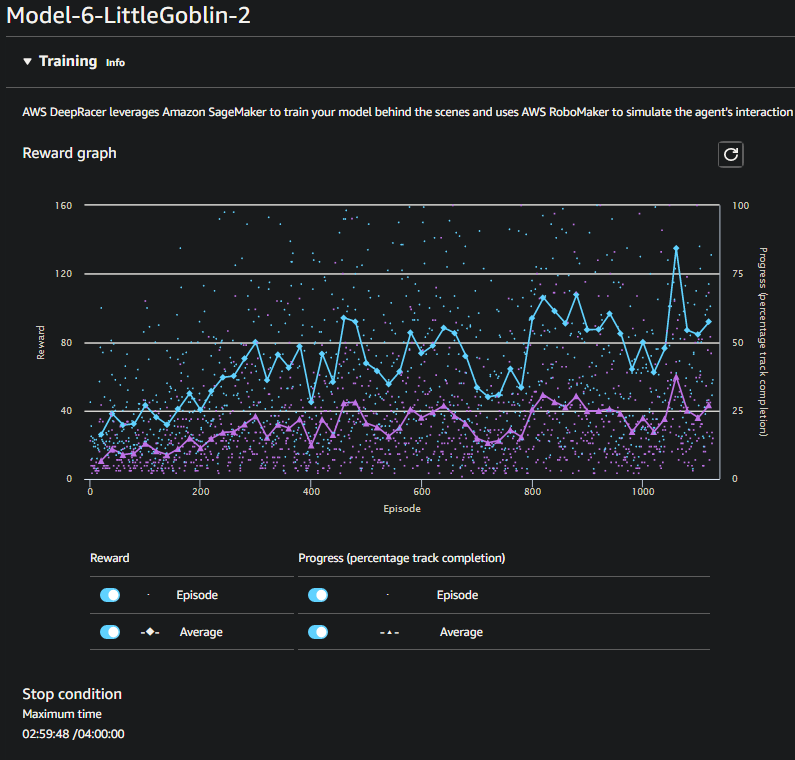 Model-6-LittleGoblin-2
Training Info
AWS DeepRacer leverages Amazon SageMaker to train your model behind the scenes and uses AWS RoboMaker to simulate the agent's interaction
Reward graph
160
120
80
40
0
Reward
100
75
50
25
0
Progress (percentage track completion)
0 200 400 600 800 1000
Episode
Reward Progress (percentage track completion)
Episode Episode
Average Average
Stop condition
Maximum time
02:59:48 /04:00:00